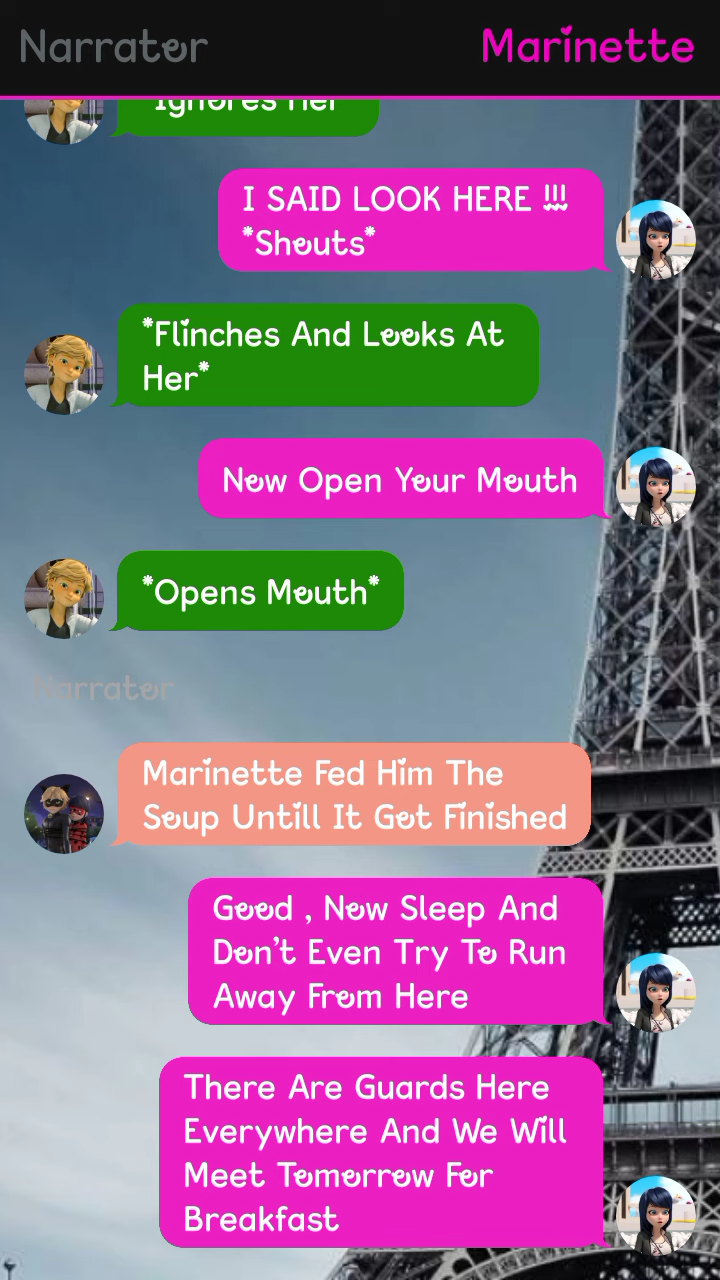 Narrator
Marinette
Ignores Her
I SAID LOOK HERE !!!
*Shouts*
*Flinches And Looks At
Her*
Now Open Your Mouth
*Opens Mouth*
Narrator
Marinette Fed Him The
Soup Untill It Got Finished
Good , Now Sleep And
Don't Even Try To Run
Away From Here
There Are Guards Here
Everywhere And We Will
Meet Tomorrow For
Breakfast